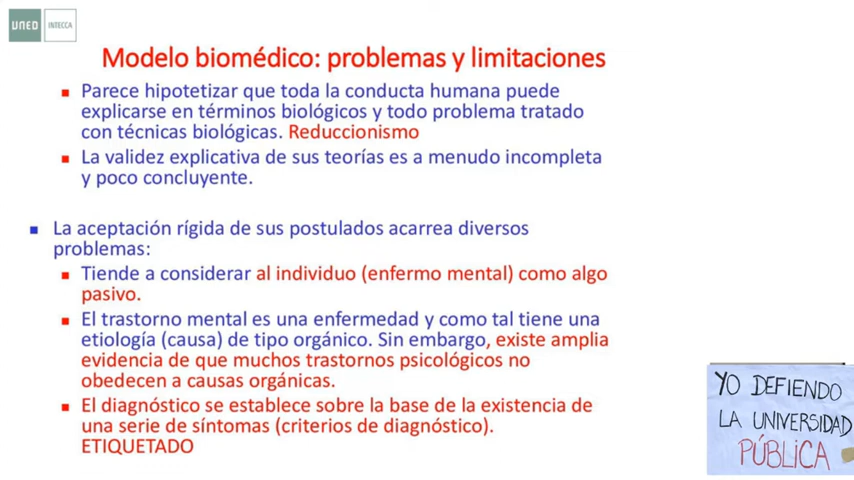 UNED INTECCA
Modelo biomédico: problemas y limitaciones
Parece hipotetizar que toda la conducta humana puede
explicarse en términos biológicos y todo problema tratado
con técnicas biológicas. Reduccionismo
La validez explicativa de sus teorías es a menudo incompleta
y poco concluyente.
La aceptación rígida de sus postulados acarrea diversos
problemas:
Tiende a considerar al individuo (enfermo mental) como algo
pasivo.
El trastorno mental es una enfermedad y como tal tiene una
etiología (causa) de tipo orgánico. Sin embargo, existe amplia
evidencia de que muchos trastornos psicológicos no
obedecen a causas orgánicas.
El diagnóstico se establece sobre la base de la existencia de
una serie de síntomas (criterios de diagnóstico).
ETIQUETADO
YO DEFIENDO
LA UNIVERSIDAD
PÚBLICA